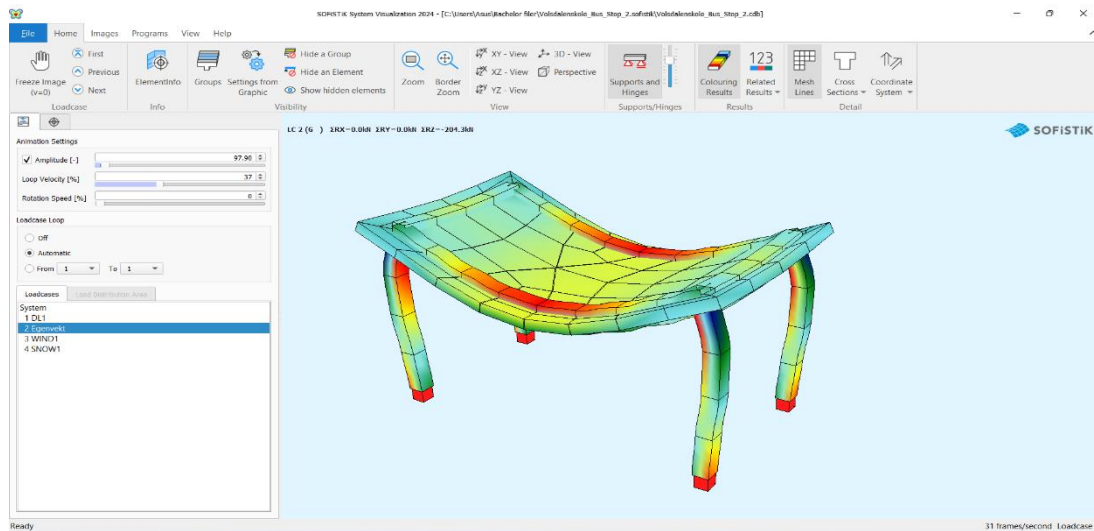 SOFiSTiK System Visualization 2024 - [C:\Users\Asus\Bachelor filer\Volsdalenskole_Bus_Stop_2.sofistik\Volsdalenskole_Bus_Stop_2.cdb]
File Home Images Programs View Help
Freeze Image (v=0)
First
Previous
Next
Loadcase
ElementInfo
Info
Groups
Settings from Graphic
Hide a Group
Hide an Element
Show hidden elements
Visibility
Zoom
Border Zoom
XY - View
XZ - View
YZ - View
3D - View
Perspective
View
Supports and Hinges
Supports/Hinges
Colouring Results
123
Related Results
Results
Mesh Lines
Cross Sections
Coordinate System
Detail
Animation Settings
Amplitude [-] 97.90
Loop Velocity [%] 37
Rotation Speed [%] 0
Loadcase Loop
Off
Automatic
From 1 To 1
Loadcases Load Distribution Area
System
1 DL1
2 Egenvekt
3 WIND1
4 SNOW1
LC 2 (G ) ΣRX=0.0kN ΣRY=0.0kN ΣRZ=-204.3kN
SOFiSTiK
Ready
31 frames/second Loadcase